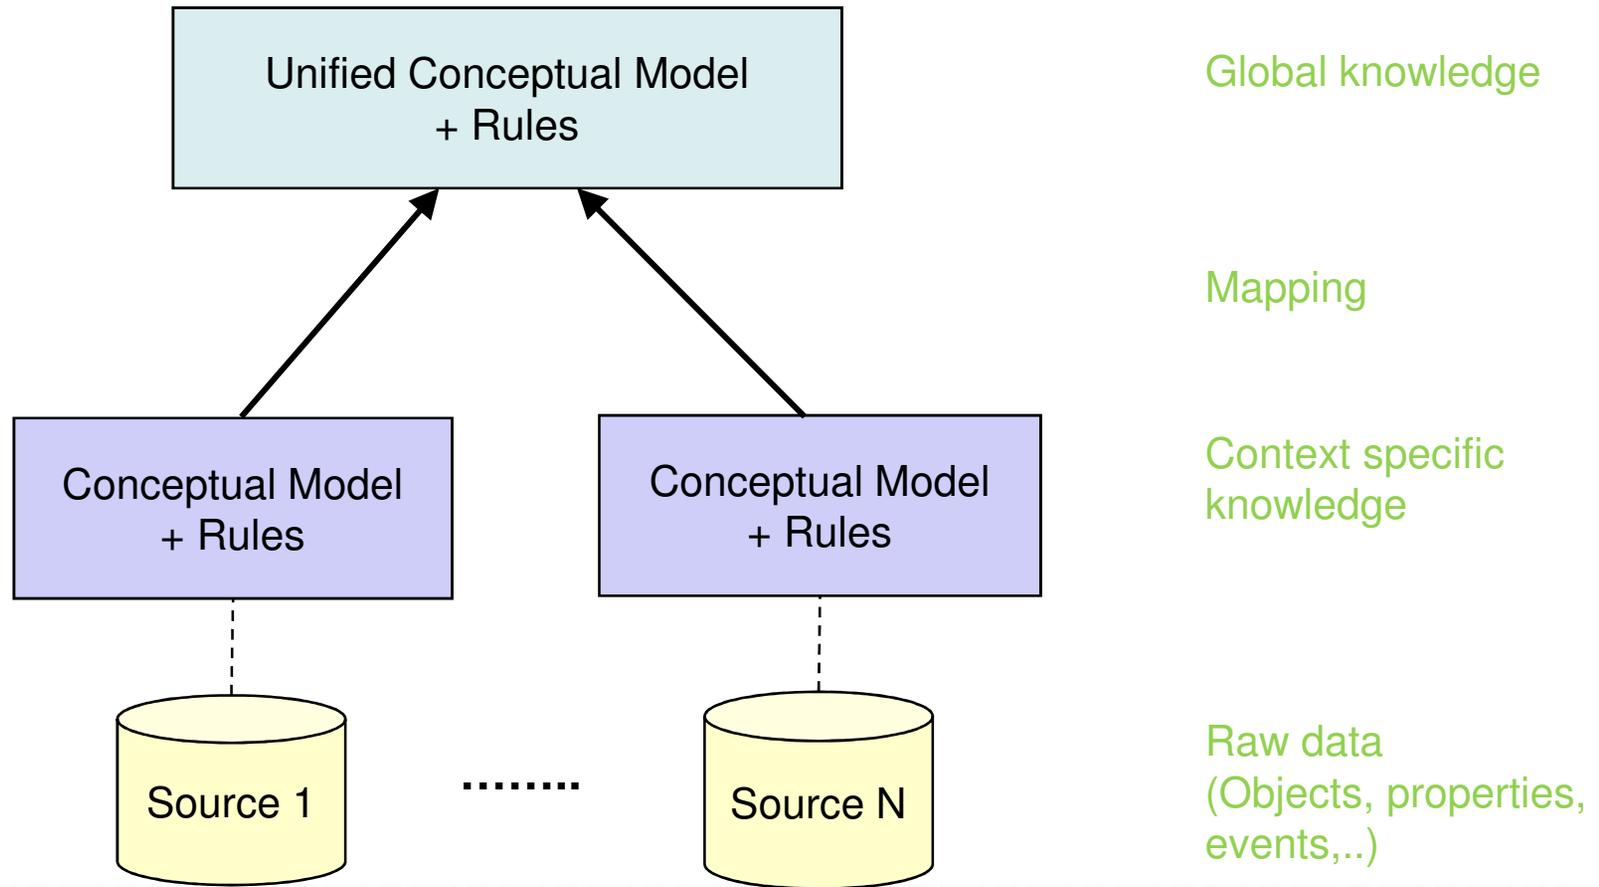 Unified Conceptual Model
+ Rules
Global knowledge
Mapping
Conceptual Model
+ Rules
Conceptual Model
+ Rules
Context specific
knowledge
Source 1
........
Source N
Raw data
(Objects, properties,
events,..)